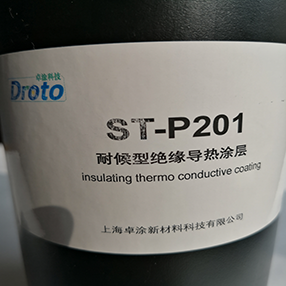 卓涂科技
Droto
ST-P201
耐候型绝缘导热涂层
insulating thermo conductive coating
上海卓涂新材料科技有限公司